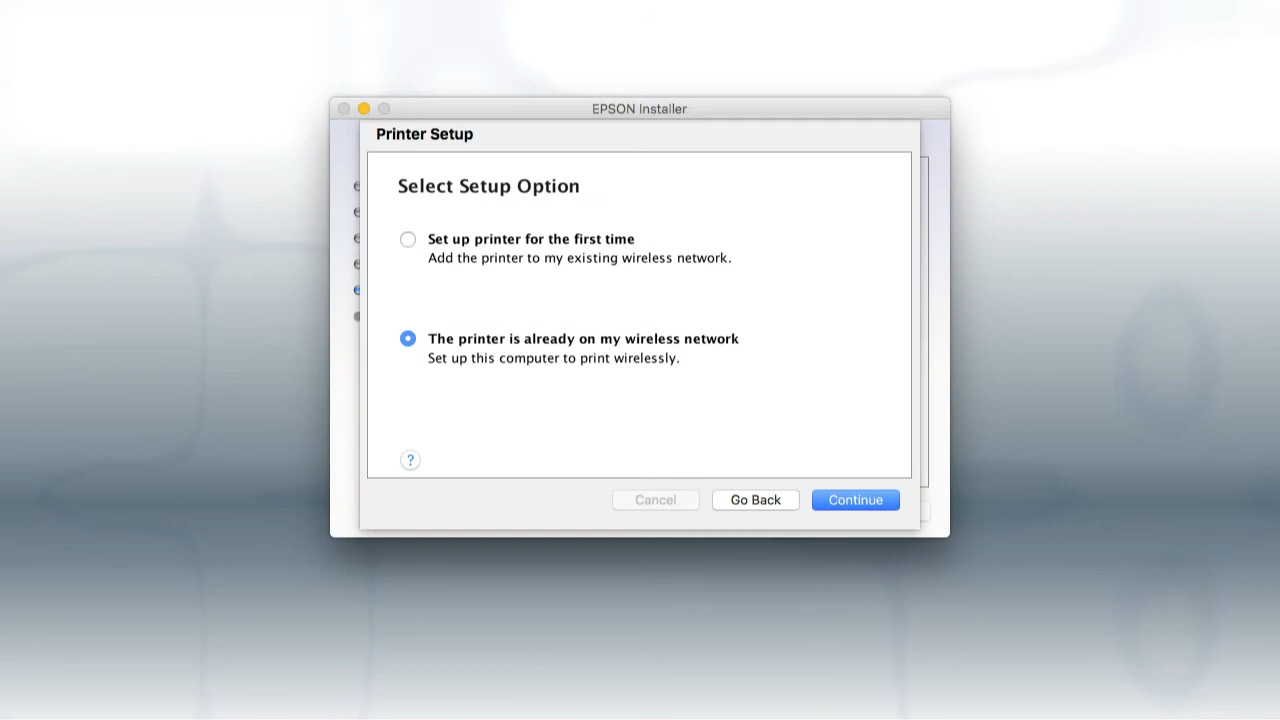 EPSON Installer
Printer Setup
Select Setup Option
Set up printer for the first time
Add the printer to my existing wireless network.
The printer is already on my wireless network
Set up this computer to print wirelessly.
?
Cancel
Go Back
Continue